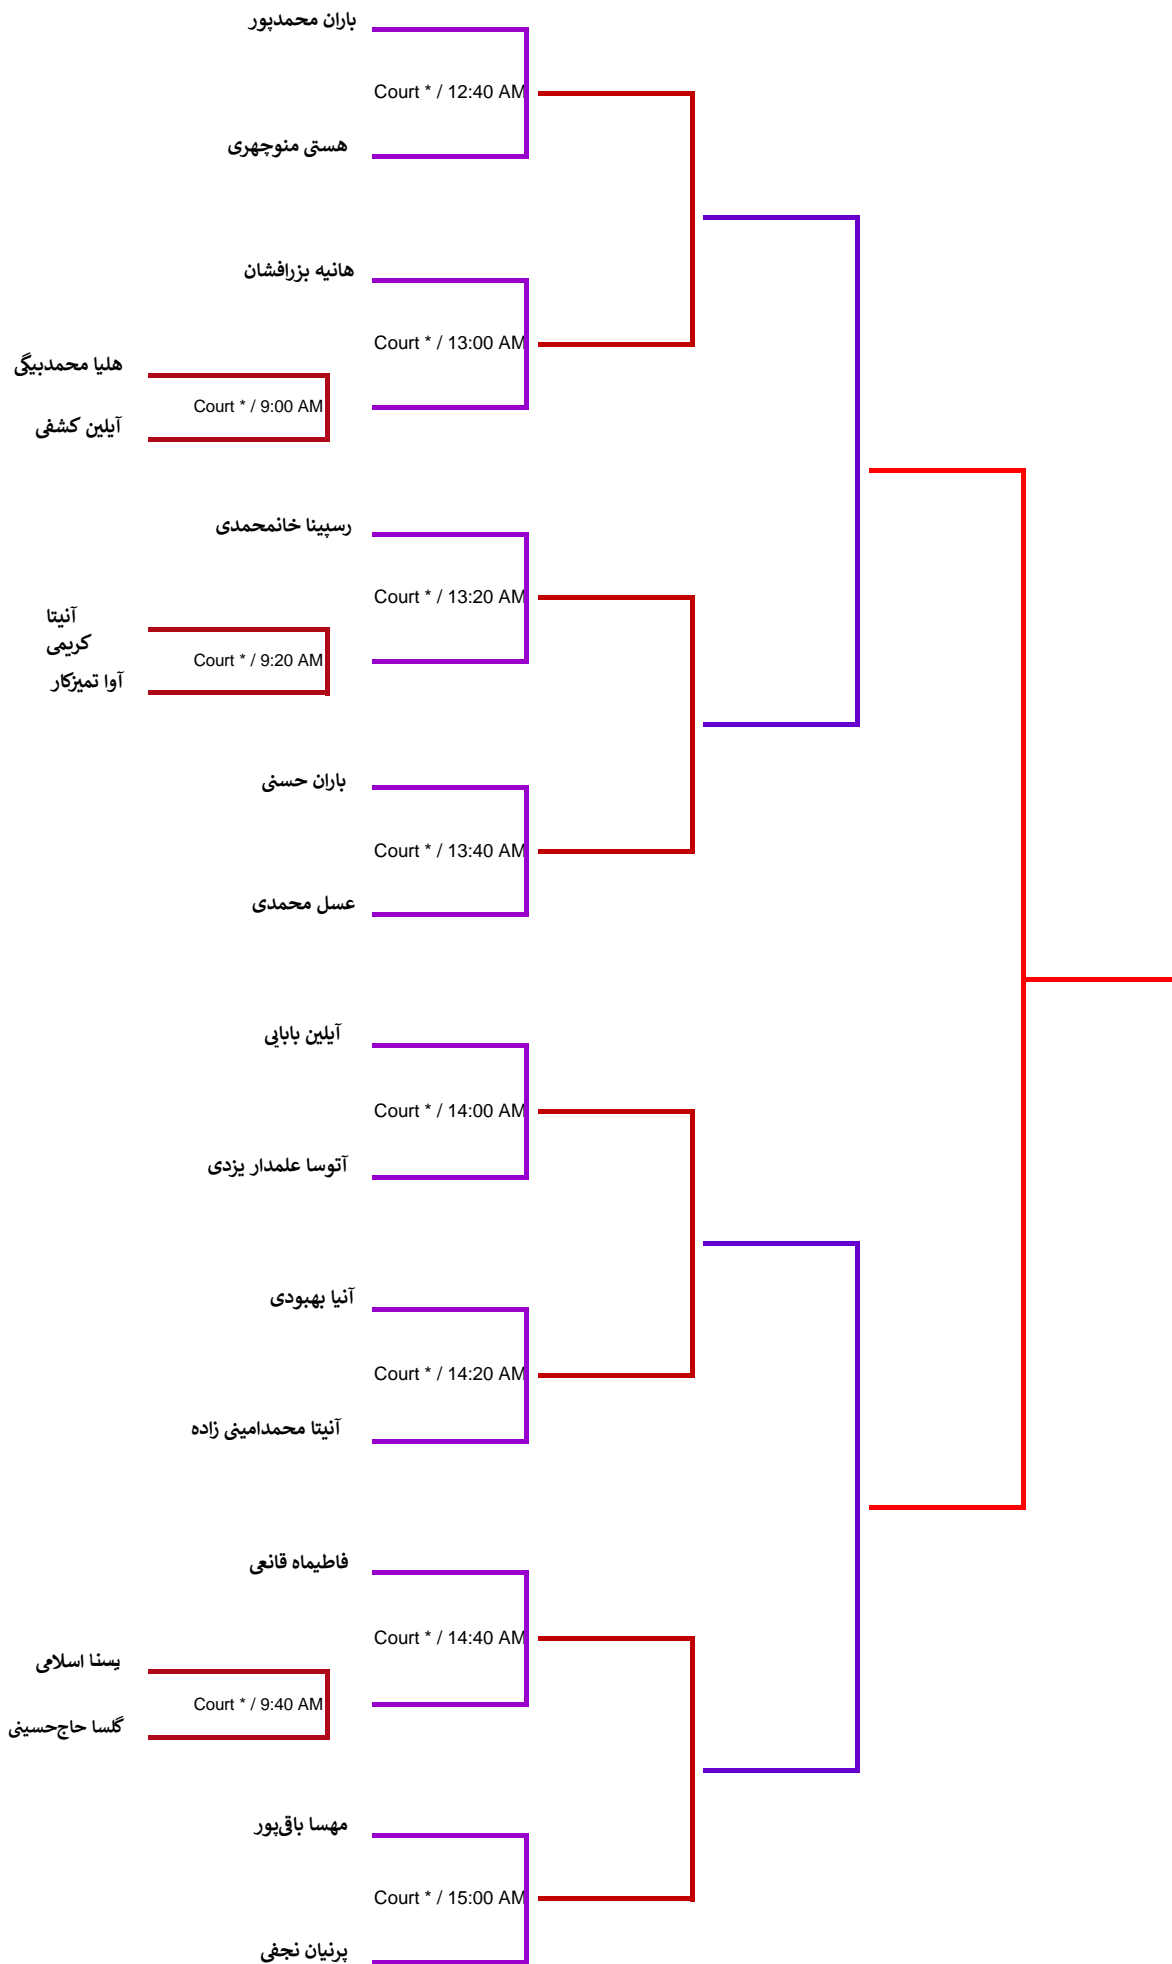 باران محمدپور
Court * / 12:40 AM
هستی منوچهری
هانیه بزرافشان
Court * / 13:00 AM
هلیا محمدبیگی
Court * / 9:00 AM
آیلین کشفی
رسپینا خانمحمدی
Court * / 13:20 AM
آنیتا
کریمی
Court * / 9:20 AM
آوا تمیزکار
باران حسنی
Court * / 13:40 AM
عسل محمدی
آیلین بابایی
Court * / 14:00 AM
آتوسا علمدار یزدی
آنیا بهبودی
Court * / 14:20 AM
آنیتا محمدامینی زاده
فاطیماه قانعی
Court * / 14:40 AM
یسنا اسلامی
Court * / 9:40 AM
گلسا حاج‌حسینی
مهسا باقی‌پور
Court * / 15:00 AM
پرنیان نجفی